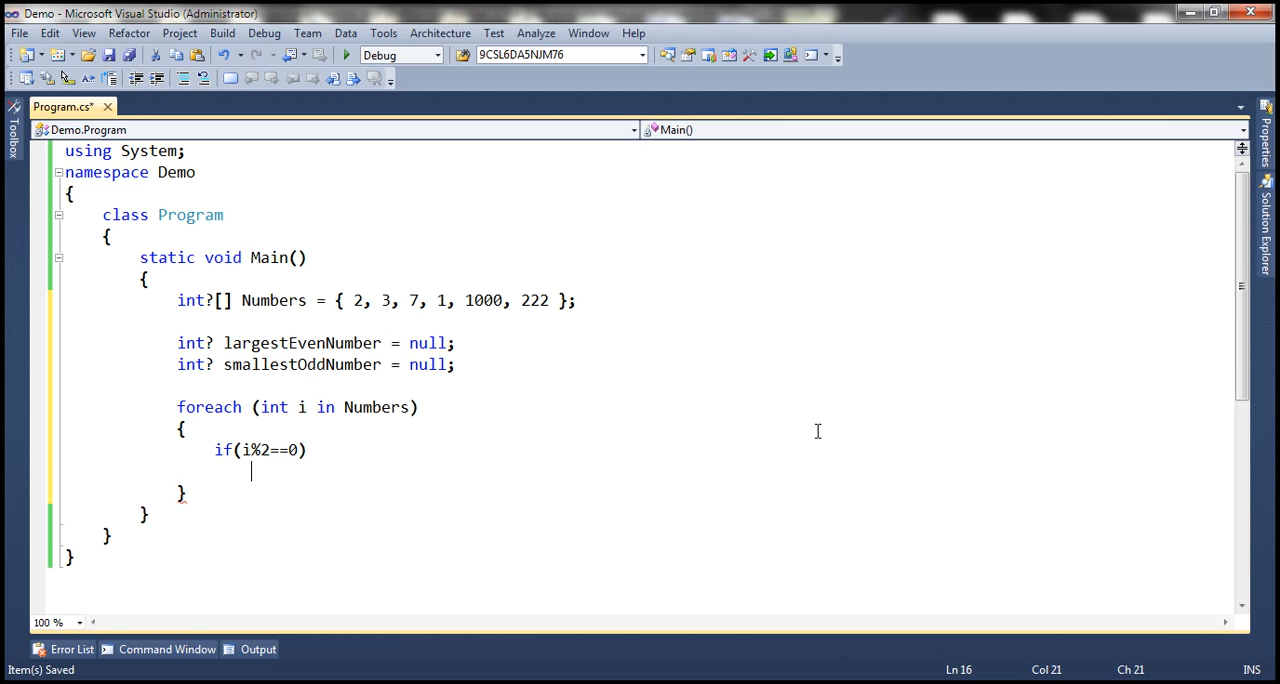 Demo - Microsoft Visual Studio (Administrator)
File Edit View Refactor Project Build Debug Team Data Tools Architecture Test Analyze Window Help
Debug 9CSL6DA5NJM76
Program.cs* Toolbox Properties Solution Explorer
Demo.Program Main()
using System;
namespace Demo
{
class Program
{
static void Main()
{
int?[] Numbers = { 2, 3, 7, 1, 1000, 222 };
int? largestEvenNumber = null;
int? smallestOddNumber = null;
foreach (int i in Numbers)
{
if(i%2==0)
}
}
}
}
100 %
Error List Command Window Output
Item(s) Saved Ln 16 Col 21 Ch 21 INS